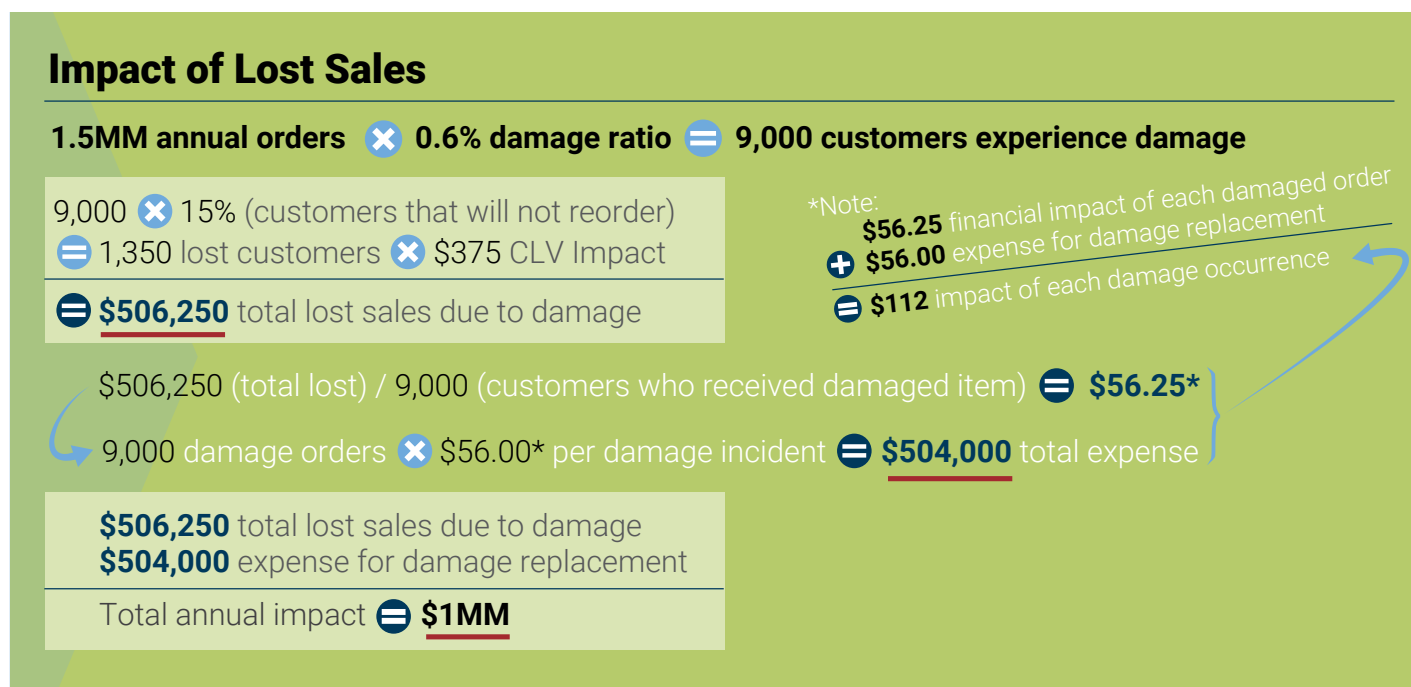 Impact of Lost Sales
1.5MM annual orders × 0.6% damage ratio = 9,000 customers experience damage
9,000 × 15% (customers that will not reorder)
= 1,350 lost customers × $375 CLV Impact
= $506,250 total lost sales due to damage
*Note:
$56.25 financial impact of each damaged order
+ $56.00 expense for damage replacement
= $112 impact of each damage occurrence
$506,250 (total lost) / 9,000 (customers who received damaged item) = $56.25*
9,000 damage orders × $56.00* per damage incident = $504,000 total expense
$506,250 total lost sales due to damage
$504,000 expense for damage replacement
Total annual impact = $1MM